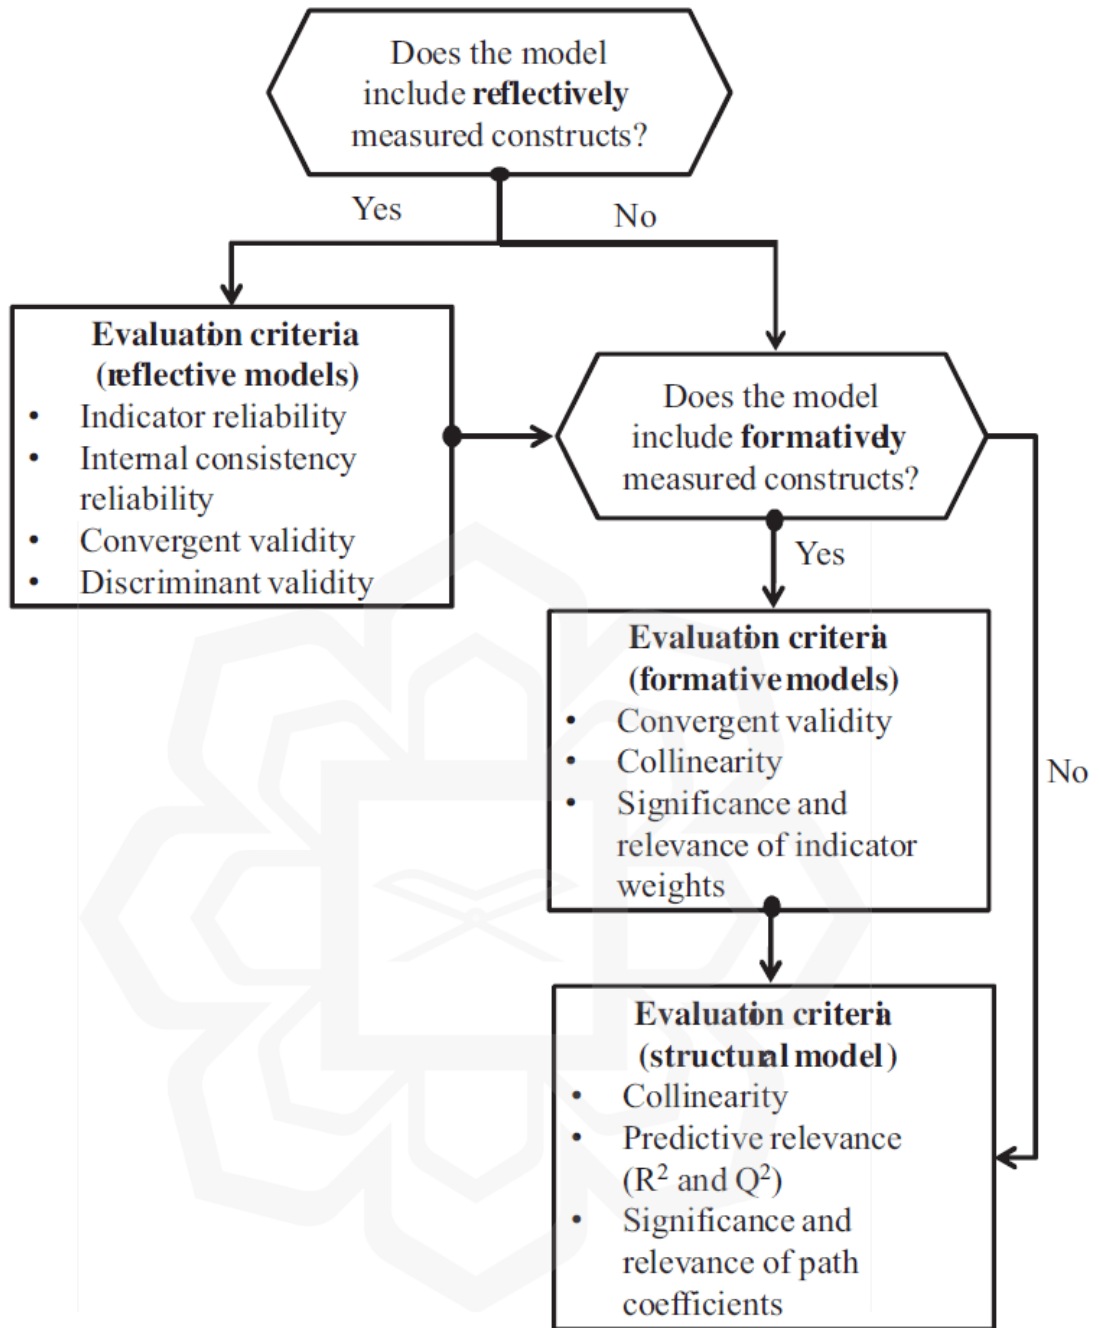 Does the model
include reflectively
measured constructs?
Yes
No
Evaluation criteria
(reflective models)
• Indicator reliability
• Internal consistency
reliability
• Convergent validity
• Discriminant validity
Does the model
include formatively
measured constructs?
Yes
No
Evaluation criteria
(formative models)
• Convergent validity
• Collinearity
• Significance and
relevance of indicator
weights
Evaluation criteria
(structural model)
• Collinearity
• Predictive relevance
(R² and Q²)
• Significance and
relevance of path
coefficients